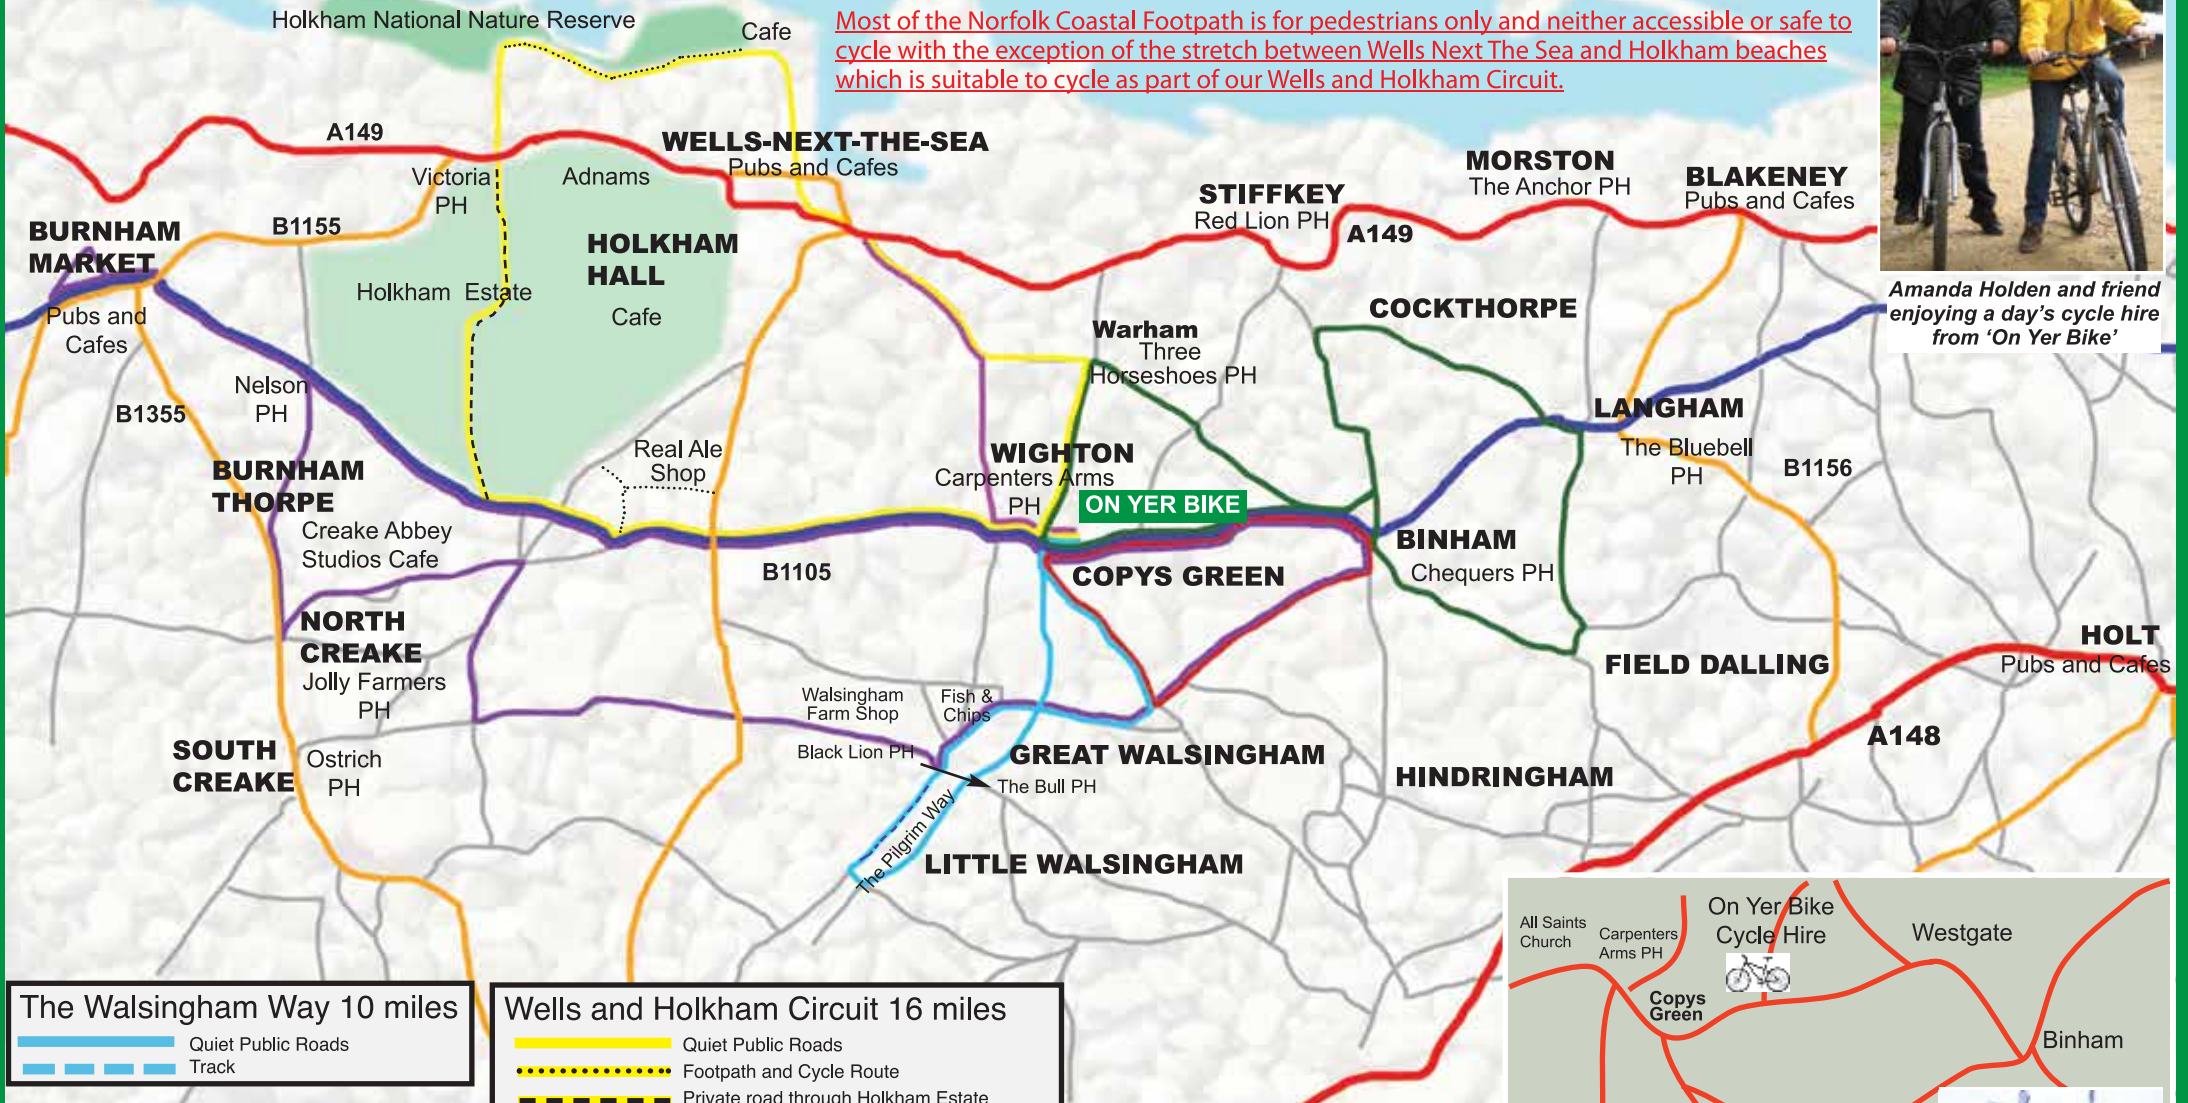 Holkham National Nature Reserve
Cafe
Most of the Norfolk Coastal Footpath is for pedestrians only and neither accessible or safe to
cycle with the exception of the stretch between Wells Next The Sea and Holkham beaches
which is suitable to cycle as part of our Wells and Holkham Circuit.
A149
WELLS-NEXT-THE-SEA
Pubs and Cafes
Victoria
PH
Adnams
STIFFKEY
Red Lion PH
A149
MORSTON
The Anchor PH
BLAKENEY
Pubs and Cafes
BURNHAM
MARKET
Pubs and
Cafes
B1155
HOLKHAM
HALL
Cafe
Holkham Estate
Amanda Holden and friend
enjoying a day's cycle hire
from ‘On Yer Bike’
COCKTHORPE
Warham
Three
Horseshoes PH
Nelson
PH
B1355
LANGHAM
The Bluebell
PH
B1156
Real Ale
Shop
WIGHTON
Carpenters Arms
PH
ON YER BIKE
BURNHAM
THORPE
Creake Abbey
Studios Cafe
B1105
COPYS GREEN
BINHAM
Chequers PH
NORTH
CREAKE
Jolly Farmers
PH
HOLT
Pubs and Cafes
FIELD DALLING
Walsingham
Farm Shop
Fish &
Chips
Black Lion PH
GREAT WALSINGHAM
The Bull PH
A148
HINDRINGHAM
SOUTH
CREAKE
Ostrich
PH
The Pilgrim Way
LITTLE WALSINGHAM
The Walsingham Way 10 miles
Quiet Public Roads
Track
Wells and Holkham Circuit 16 miles
Quiet Public Roads
Footpath and Cycle Route
Private road through Holkham Estate
All Saints
Church
Carpenters
Arms PH
On Yer Bike
Cycle Hire
Westgate
Copys
Green
Binham